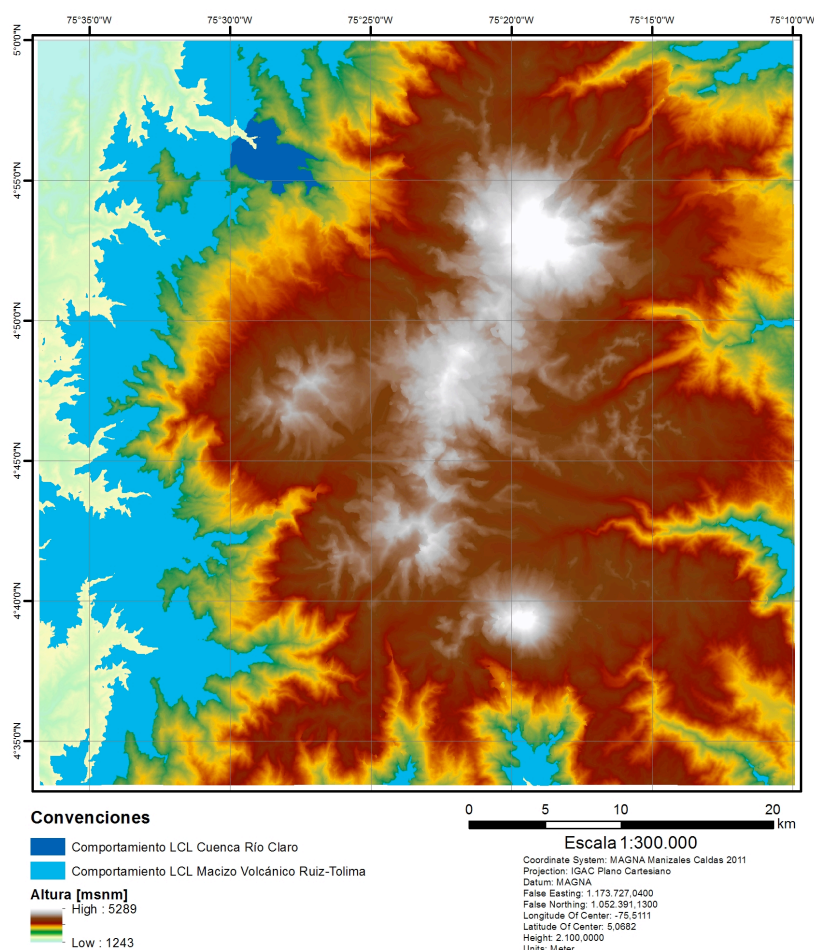 75°35'0"W 75°30'0"W 75°25'0"W 75°20'0"W 75°15'0"W 75°10'0"W
5°0'0"N
4°55'0"N
4°50'0"N
4°45'0"N
4°40'0"N
4°35'0"N
Convenciones
Comportamiento LCL Cuenca Río Claro
Comportamiento LCL Macizo Volcánico Ruiz-Tolima
Altura [msnm]
High : 5289
Low : 1243
0 5 10 20
km
Escala 1:300.000
Coordinate System: MAGNA Manizales Caldas 2011
Projection: IGAC Plano Cartesiano
Datum: MAGNA
False Easting: 1.173.727,0400
False Northing: 1.052.391,1300
Longitude Of Center: -75,5111
Latitude Of Center: 5,0682
Height: 2.100,0000
Units: Meter